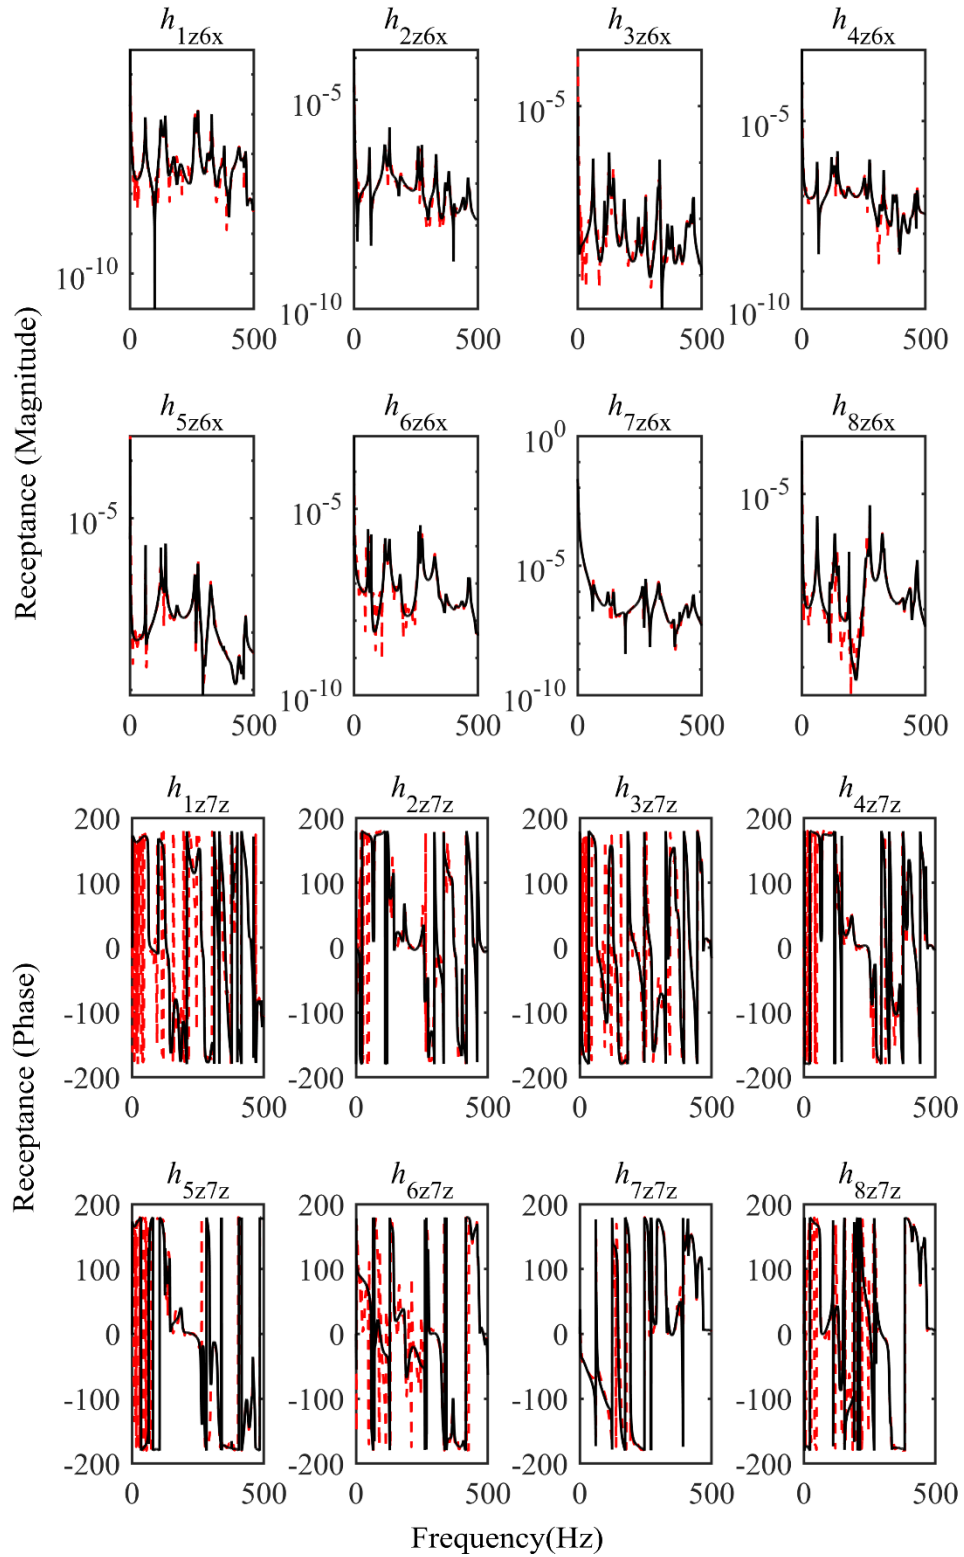 h1z6x h2z6x h3z6x h4z6x
10-5 10-5 10-5
10-10 10-10 10-10
0 500 0 500 0 500 0 500
Receptance (Magnitude)
h5z6x h6z6x h7z6x h8z6x
100
10-5 10-5 10-5 10-5
10-10 10-10
0 500 0 500 0 500 0 500
h1z7z h2z7z h3z7z h4z7z
200 200 200 200
100 100 100 100
0 0 0 0
-100 -100 -100 -100
-200 -200 -200 -200
0 500 0 500 0 500 0 500
Receptance (Phase)
h5z7z h6z7z h7z7z h8z7z
200 200 200 200
100 100 100 100
0 0 0 0
-100 -100 -100 -100
-200 -200 -200 200
0 500 0 500 0 500 0 500
Frequency(Hz)